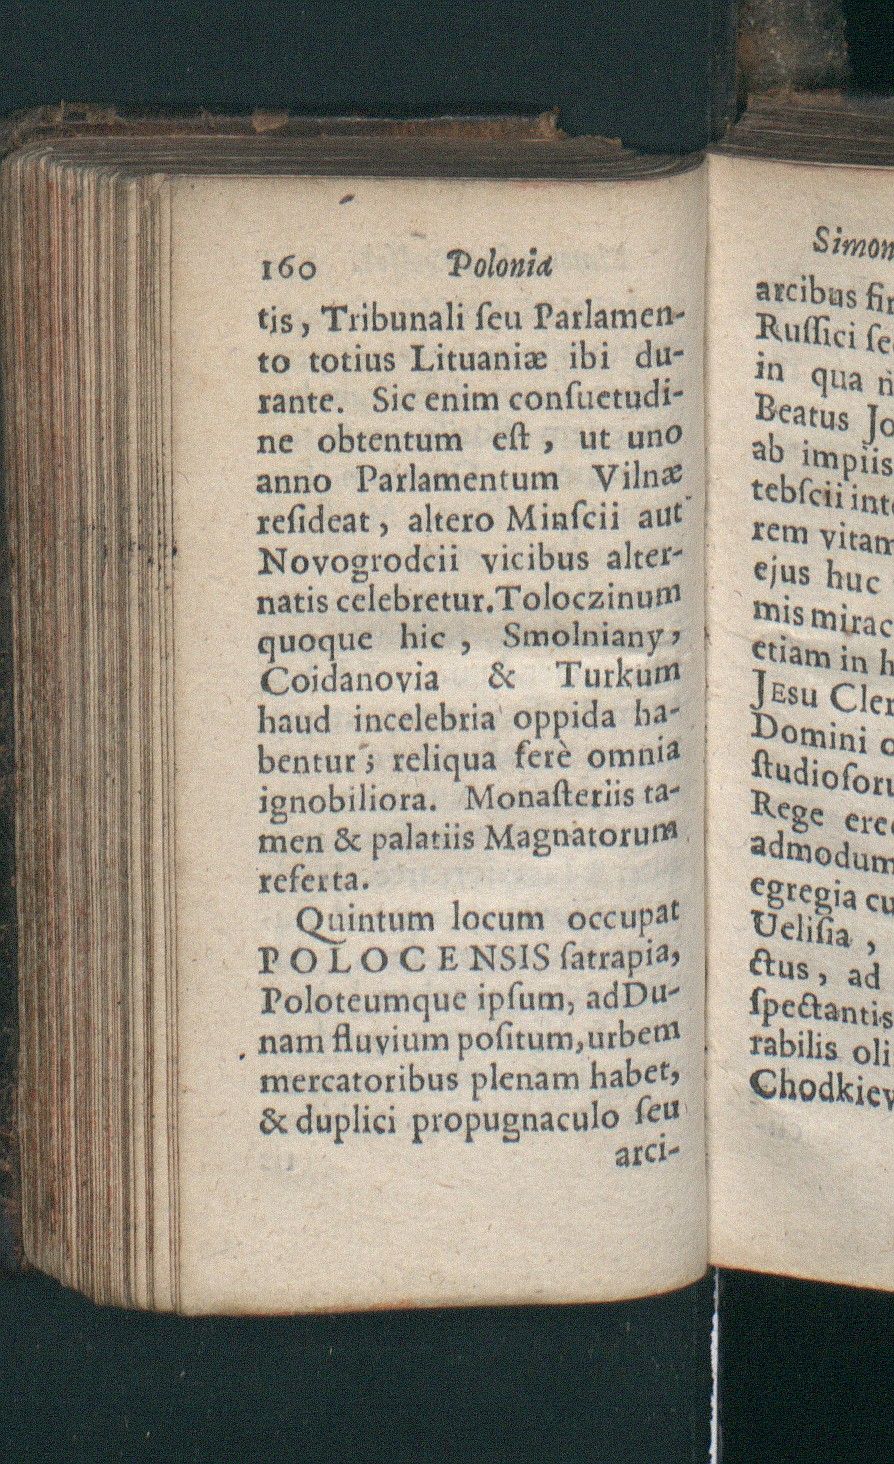 160 Polonia
tis, Tribunali ſeu Parlamen-
to totius Lituaniæ ibi du-
rante. Sic enim conſuetudi-
ne obtentum eſt, ut uno
anno Parlamentum Vilnæ
reſideat, altero Minſcii aut
Novogrodcii vicibus alter-
natis celebretur. Toloczinum
quoque hic, Smolniany,
Coidanovia & Turkum
haud incelebria oppida ha-
bentur; reliqua ferè omnia
ignobiliora. Monaſteriis ta-
men & palatiis Magnatorum
referta.
Quintum locum occupat
POLOCENSIS ſatrapia,
Poloteumque ipſum, ad Du-
nam fluvium poſitum, urbem
mercatoribus plenam habet,
& duplici propugnaculo ſeu
arci-
Simon
arcibus fir
Ruſſici ſe
in qua
Beatus Jo
ab impiis
tebſcii int
rem vitam
ejus huc
mis mirac
etiam in h
JEsu Cler
Domini
ſtudioſoru
Rege ere
admodum
egregia cu
Veliſia,
ctus, ad
ſpectantis
rabilis oli
Chodkiev